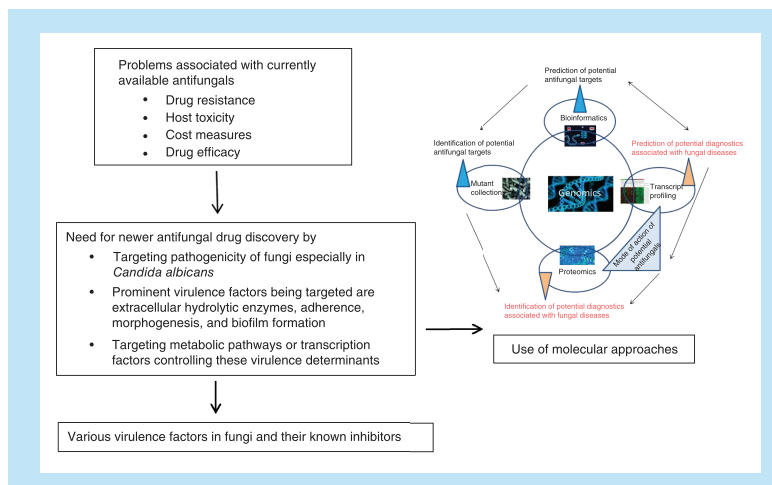 Problems associated with currently
available antifungals
• Drug resistance
• Host toxicity
• Cost measures
• Drug efficacy
Need for newer antifungal drug discovery by
• Targeting pathogenicity of fungi especially in
Candida albicans
• Prominent virulence factors being targeted are
extracellular hydrolytic enzymes, adherence,
morphogenesis, and biofilm formation
• Targeting metabolic pathways or transcription
factors controlling these virulence determinants
Various virulence factors in fungi and their known inhibitors
Prediction of potential
antifungal targets
Bioinformatics
Identification of potential
antifungal targets
Mutant
collection
Genomics
Prediction of potential diagnostics
associated with fungal diseases
Transcript
profiling
Mode of action of
potential
antifungals
Proteomics
Identification of potential diagnostics
associated with fungal diseases
Use of molecular approaches